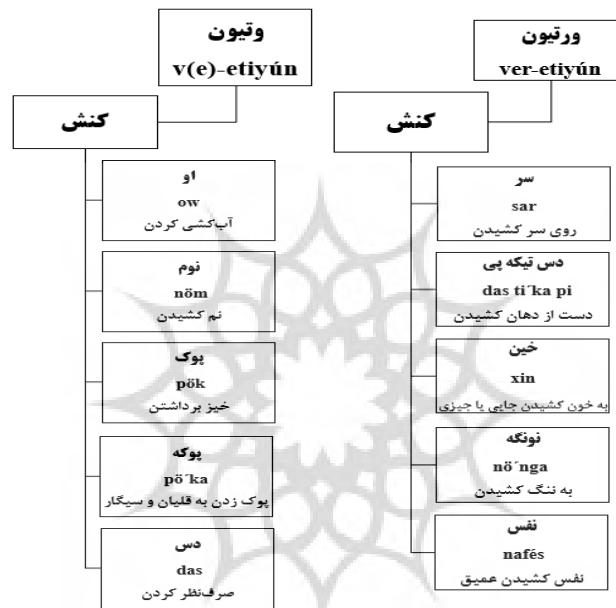 ورتیون
ver-etiyún
کنش
سر
sar
روی سر کشیدن
دس تیکه پی
das ti´ka pi
دست از دهان کشیدن
خین
xin
به خون کشیدن جایی یا جیزی
نونگه
nö´nga
به ننگ کشیدن
نفس
nafés
نفس کشیدن عمیق
وتیون
v(e)-etiyún
کنش
او
ow
آب‌کشی کردن
نوم
nöm
نم کشیدن
پوک
pök
خیز برداشتن
پوکه
pö´ka
پوک زدن به قلیان و سیگار
دس
das
صرف‌نظر کردن